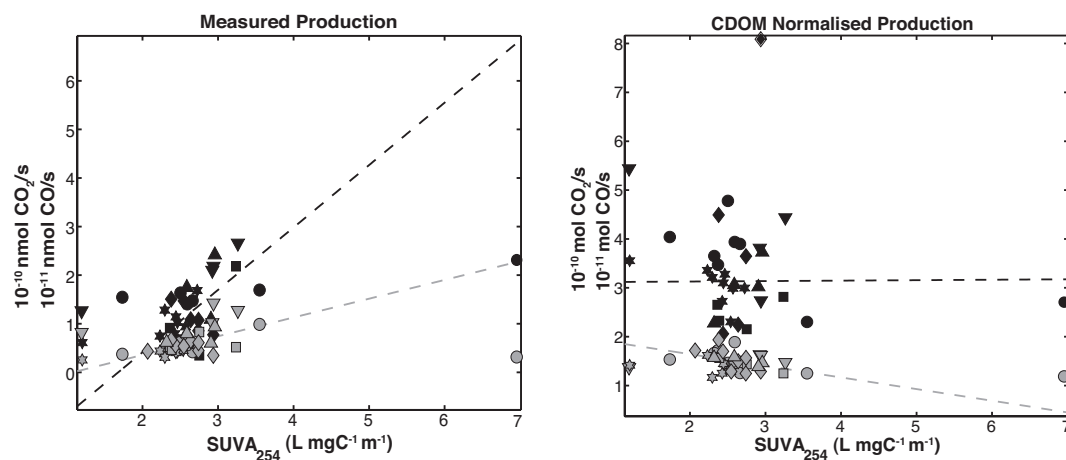 Measured Production
6
5
4
3
2
1
0
10⁻¹⁰ nmol CO₂/s
10⁻¹¹ nmol CO/s
2 3 4 5 6 7
SUVA₂₅₄ (L mgC⁻¹ m⁻¹)
CDOM Normalised Production
8
7
6
5
4
3
2
1
10⁻¹⁰ mol CO₂/s
10⁻¹¹ mol CO/s
2 3 4 5 6 7
SUVA₂₅₄ (L mgC⁻¹ m⁻¹)